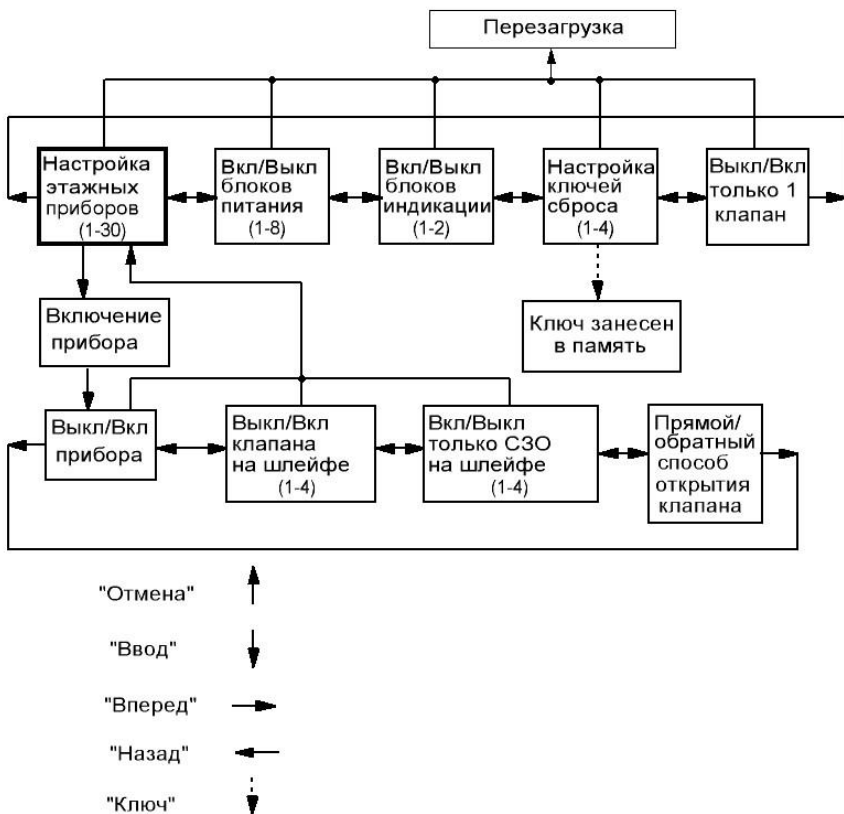 Перезагрузка
Настройка
этажных
приборов
(1-30)
Вкл/Выкл
блоков
питания
(1-8)
Вкл/Выкл
блоков
индикации
(1-2)
Настройка
ключей
сброса
(1-4)
Выкл/Вкл
только 1
клапан
Включение
прибора
Ключ занесен
в память
Выкл/Вкл
прибора
Выкл/Вкл
клапана
на шлейфе
(1-4)
Вкл/Выкл
только СЗО
на шлейфе
(1-4)
Прямой/
обратный
способ
открытия
клапана
"Отмена"
"Ввод"
"Вперед"
"Назад"
"Ключ"